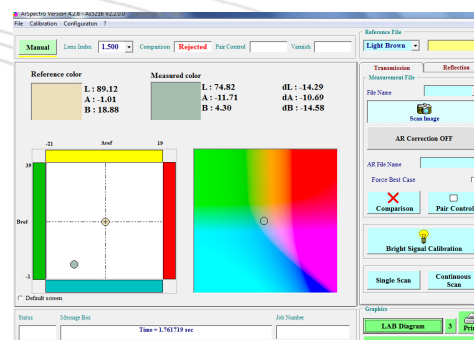 ArSpectro Version 4.2.8 - AsS216 V2.2.0.0
File Calibration Configuraton ?
Manual Lens Index 1.500 Comparison Rejected Pair Control Varnish
Reference color
L : 89.12
A : -1.01
B : 18.88
Measured color
L : 74.82
A : -11.71
B : 4.30
dL : -14.29
dA : -10.69
dB : -14.58
-21 Aref 19
39
Bref
-1
Default screen
Status Message Box Job Number
Time = 1.761719 sec
Reference File
Light Brown
Transmission Reflection
Measurement File
File Name
Scan Image
AR Correction OFF
AR File Name
Force Best Case
Comparison Pair Control
Bright Signal Calibration
Single Scan Continuous Scan
Graphics
LAB Diagram 3 Prin